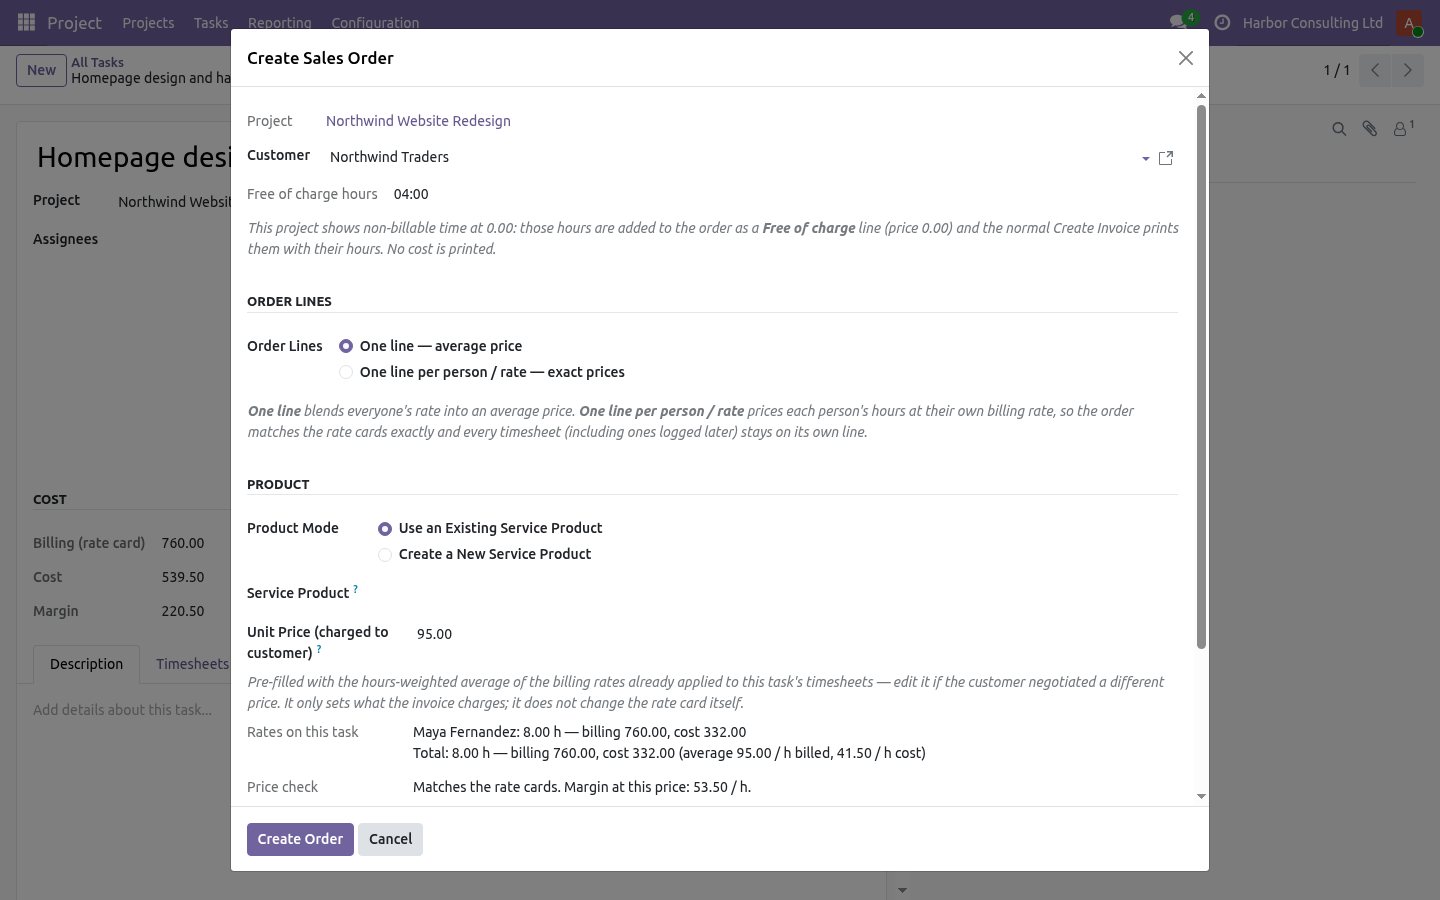 Project
Projects
Tasks
Reporting
Configuration
4
Harbor Consulting Ltd
A
New
All Tasks
Homepage design and ha
1 / 1
Homepage desi
Project
Northwind Websit
Assignees
1
COST
Billing (rate card) 760.00
Cost 539.50
Margin 220.50
Description
Timesheets
Add details about this task...
Create Sales Order
Project Northwind Website Redesign
Customer Northwind Traders
Free of charge hours 04:00
This project shows non-billable time at 0.00: those hours are added to the order as a Free of charge line (price 0.00) and the normal Create Invoice prints
them with their hours. No cost is printed.
ORDER LINES
Order Lines One line — average price
One line per person / rate — exact prices
One line blends everyone's rate into an average price. One line per person / rate prices each person's hours at their own billing rate, so the order
matches the rate cards exactly and every timesheet (including ones logged later) stays on its own line.
PRODUCT
Product Mode Use an Existing Service Product
Create a New Service Product
Service Product ?
Unit Price (charged to 95.00
customer) ?
Pre-filled with the hours-weighted average of the billing rates already applied to this task's timesheets — edit it if the customer negotiated a different
price. It only sets what the invoice charges; it does not change the rate card itself.
Rates on this task Maya Fernandez: 8.00 h — billing 760.00, cost 332.00
Total: 8.00 h — billing 760.00, cost 332.00 (average 95.00 / h billed, 41.50 / h cost)
Price check Matches the rate cards. Margin at this price: 53.50 / h.
Create Order
Cancel